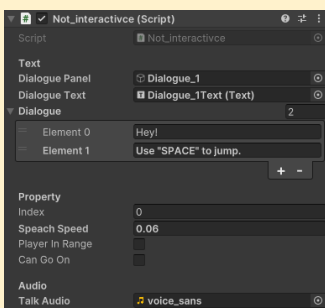 Not_interactivce (Script)
Script Not_interactivce
Text
Dialogue Panel Dialogue_1
Dialogue Text Dialogue_1Text (Text)
Dialogue 2
Element 0 Hey!
Element 1 Use "SPACE" to jump.
+ -
Property
Index 0
Speach Speed 0.06
Player In Range
Can Go On
Audio
Talk Audio voice_sans